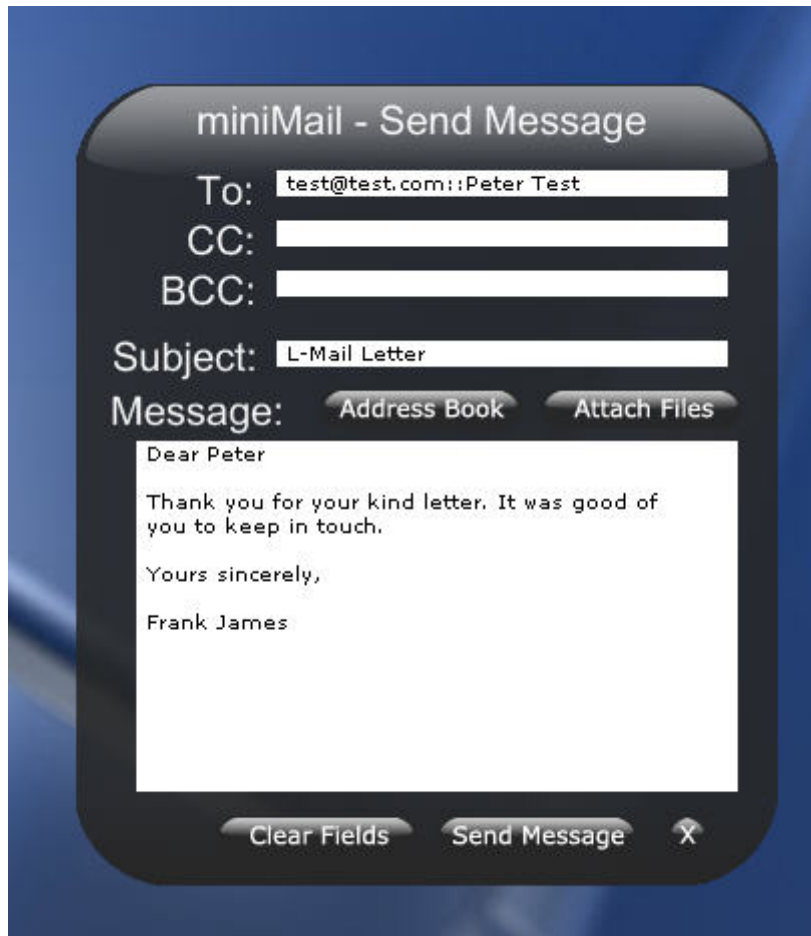 miniMail - Send Message
To: test@test.com::Peter Test
CC:
BCC:
Subject: L-Mail Letter
Message: Address Book Attach Files
Dear Peter
Thank you for your kind letter. It was good of
you to keep in touch.
Yours sincerely,
Frank James
Clear Fields Send Message X